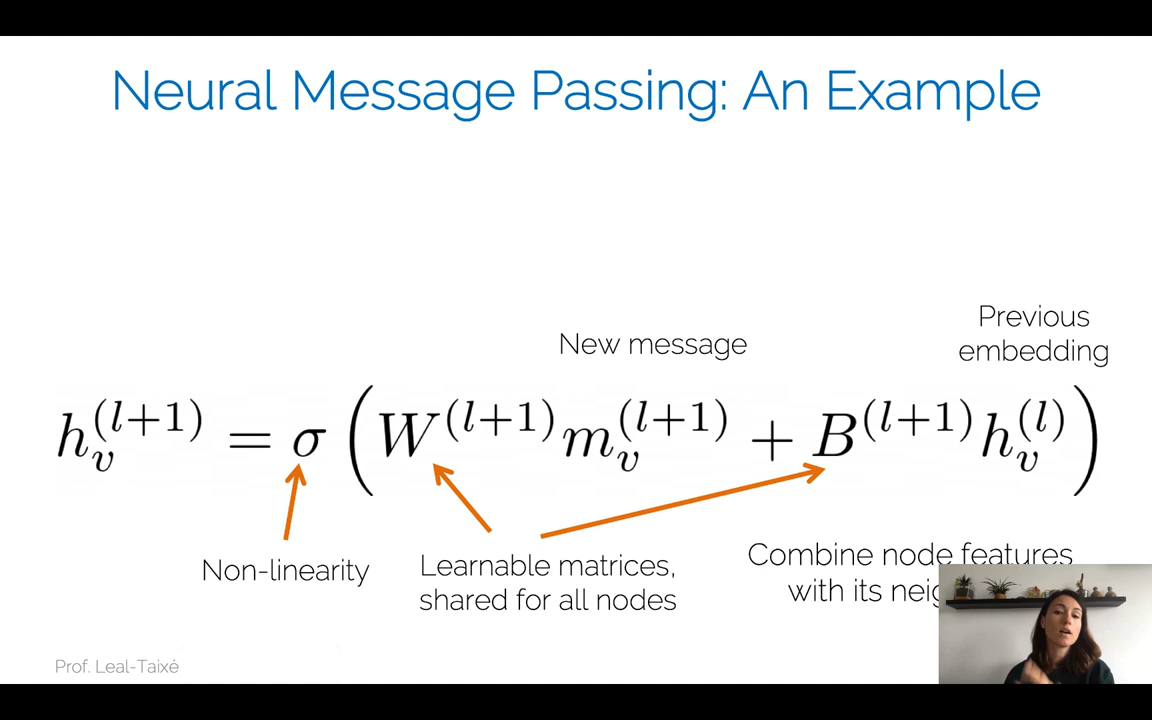 Neural Message Passing: An Example
Previous
embedding
New message
h_v^{(l+1)} = σ ( W^{(l+1)} m_v^{(l+1)} + B^{(l+1)} h_v^{(l)} )
Non-linearity
Learnable matrices,
shared for all nodes
Combine node features
with its
Prof. Leal-Taixé